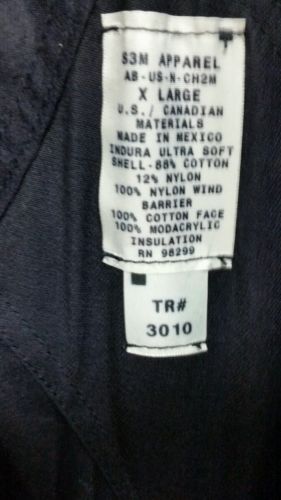 S3M APPAREL
AB-US-N-CH2M
X LARGE
U.S./ CANADIAN
MATERIALS
MADE IN MEXICO
INDURA ULTRA SOFT
SHELL-88% COTTON
12% NYLON
100% NYLON WIND
BARRIER
100% COTTON FACE
100% MODACRYLIC
INSULATION
RN 98299
TR#
3010